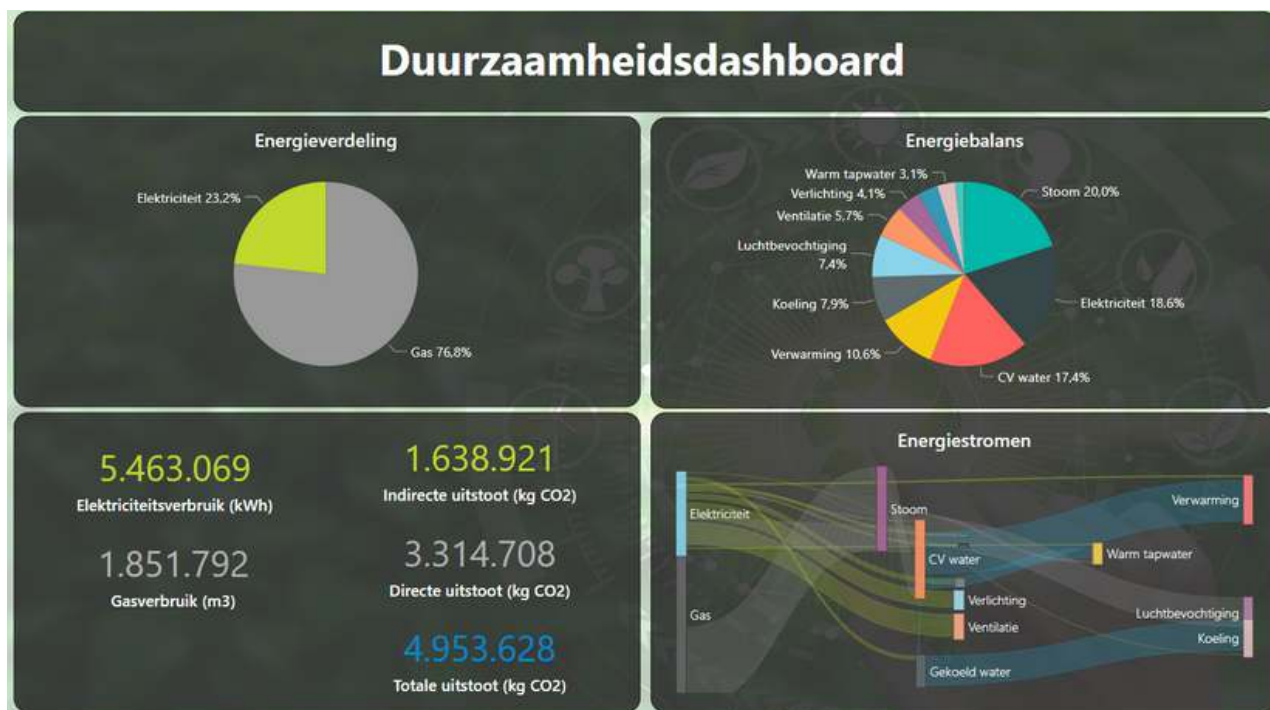 Duurzaamheidsdashboard
Energieverdeling
Elektriciteit 23,2%
Gas 76,8%
Energiebalans
Warm tapwater 3,1%
Verlichting 4,1%
Ventilatie 5,7%
Luchtbevochtiging
7,4%
Koeling 7,9%
Verwarming 10,6%
Stoom 20,0%
Elektriciteit 18,6%
CV water 17,4%
5.463.069
Elektriciteitsverbruik (kWh)
1.851.792
Gasverbruik (m3)
1.638.921
Indirecte uitstoot (kg CO2)
3.314.708
Directe uitstoot (kg CO2)
4.953.628
Totale uitstoot (kg CO2)
Energiestromen
Elektriciteit
Gas
Stoom
CV water
Verlichting
Ventilatie
Gekoeld water
Verwarming
Warm tapwater
Luchtbevochtiging
Koeling